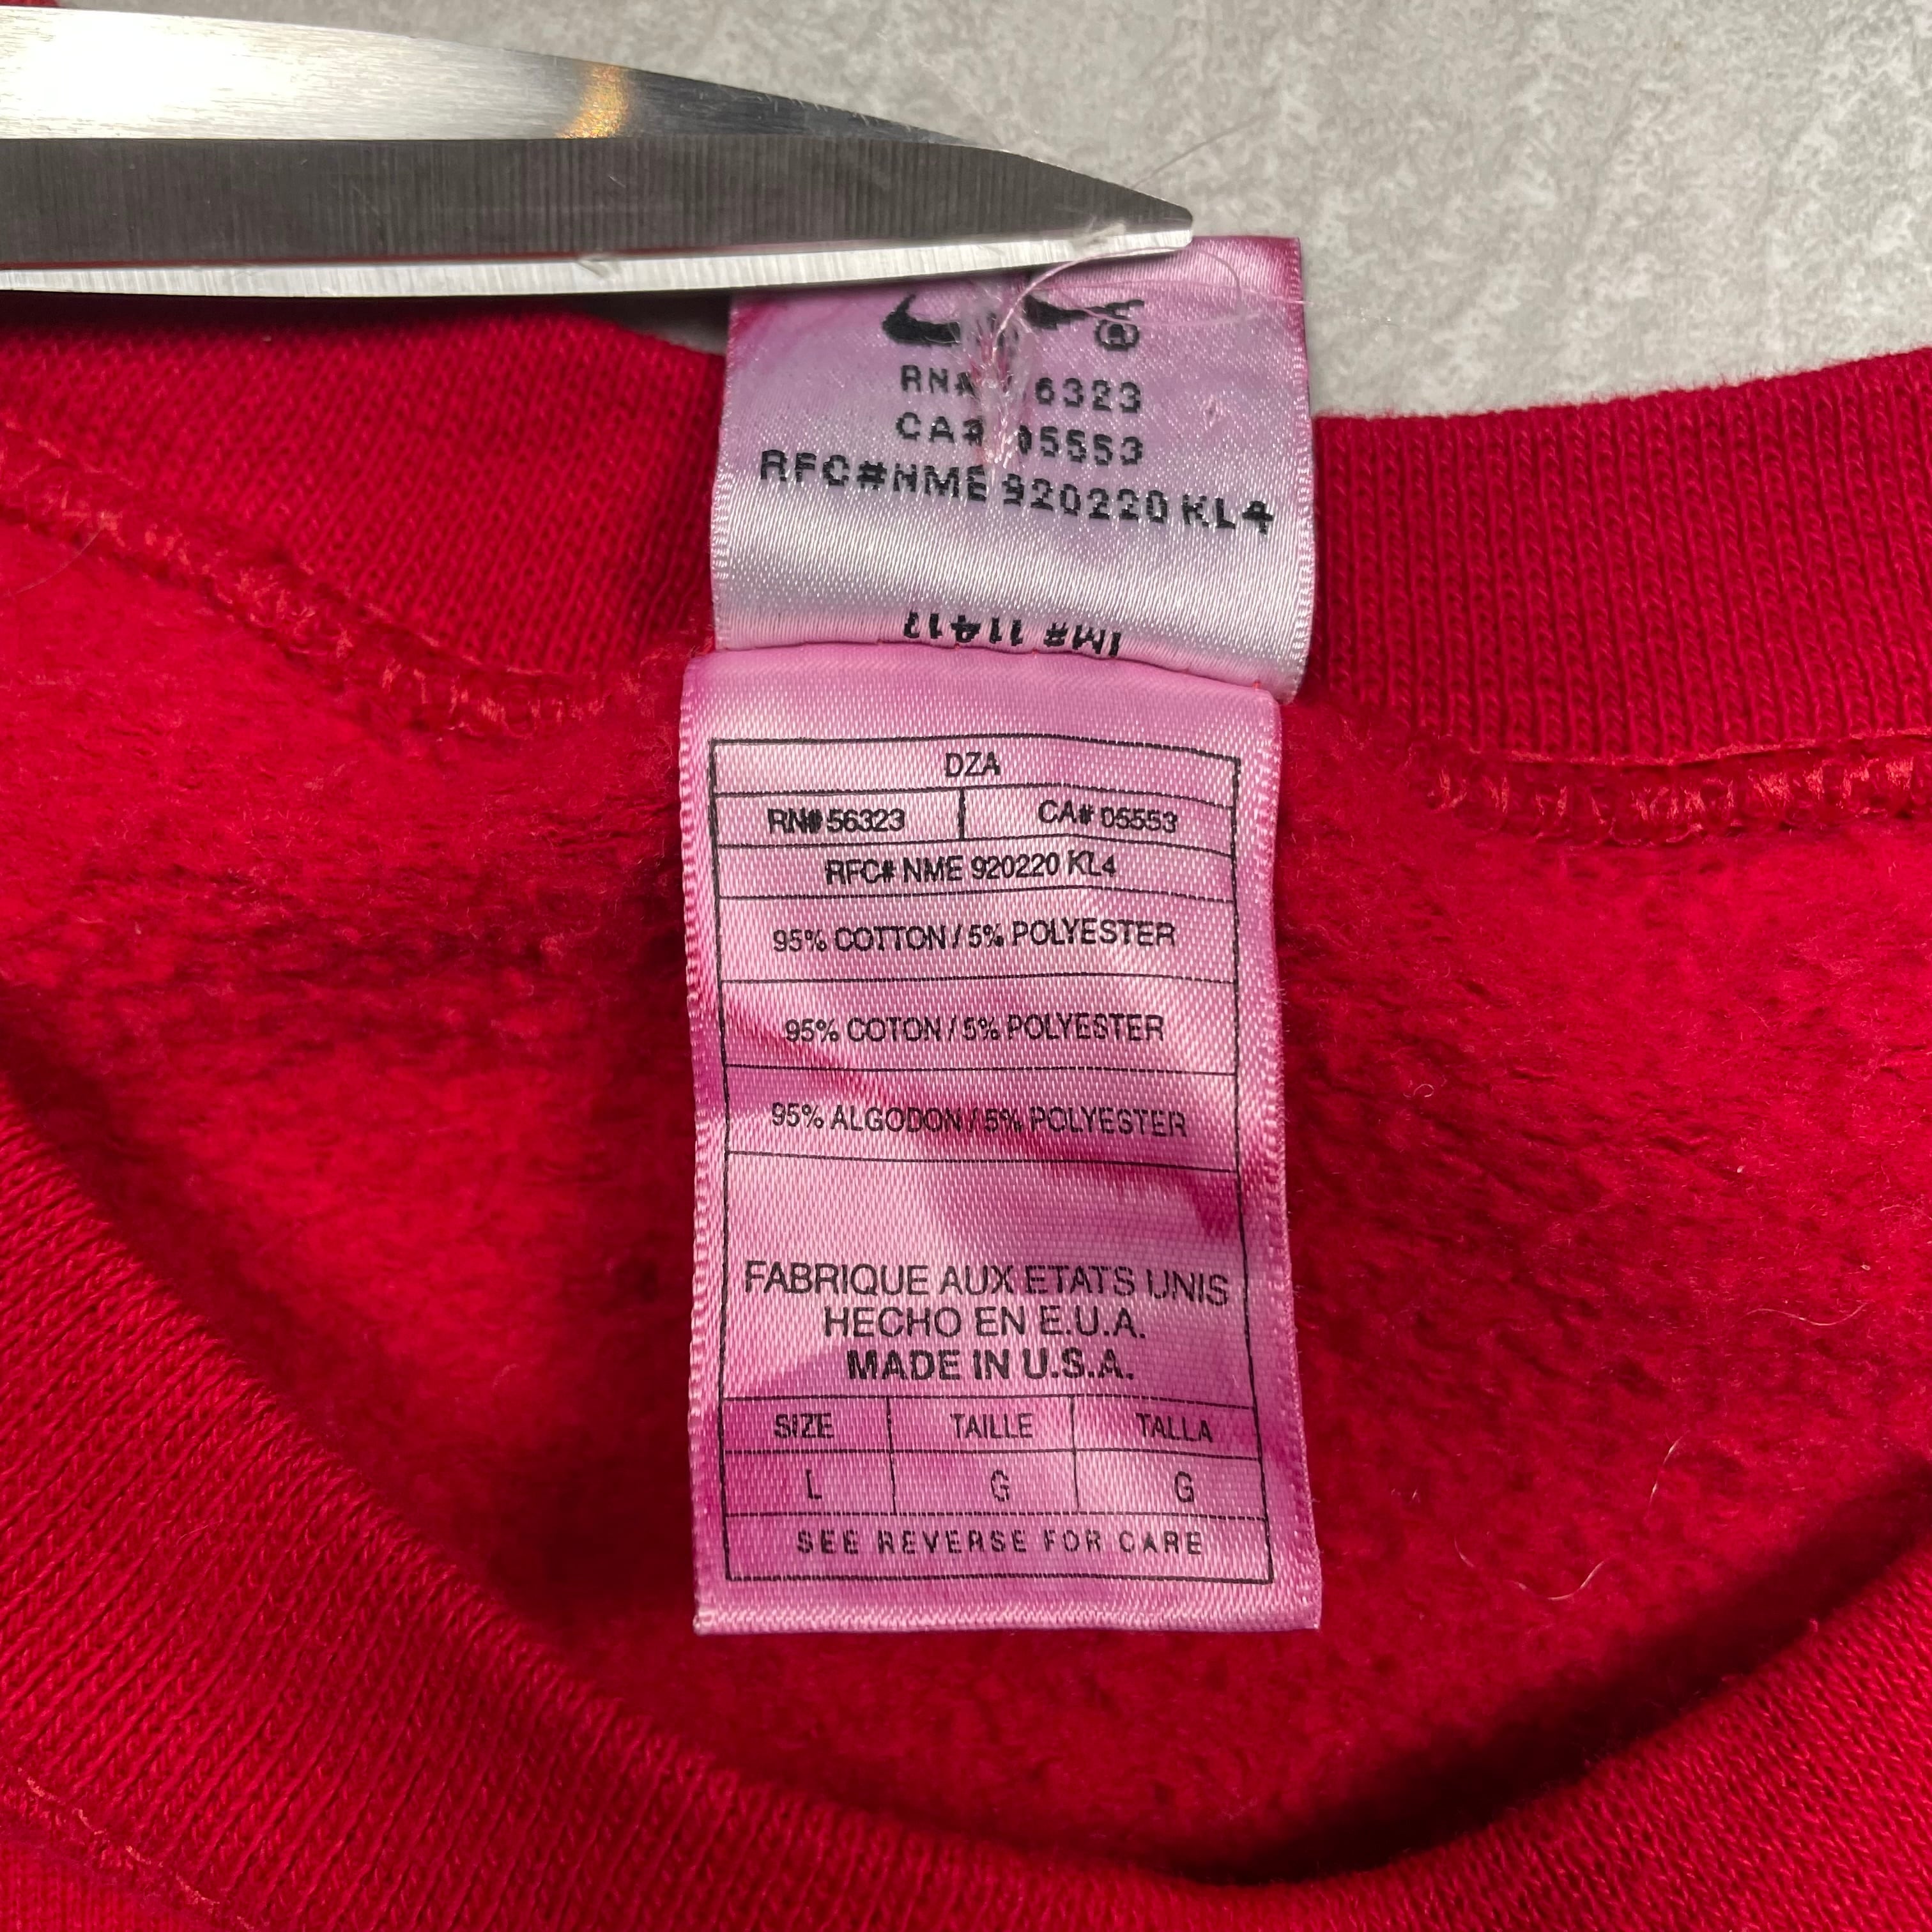 RN# 56323
CA# 05553
RFC#NME 920220 KL4
IM# 11417
DZA
RN# 56323 CA# 05553
RFC# NME 920220 KL4
95% COTTON / 5% POLYESTER
95% COTON / 5% POLYESTER
95% ALGODON / 5% POLYESTER
FABRIQUE AUX ETATS UNIS
HECHO EN E.U.A.
MADE IN U.S.A.
SIZE TAILLE TALLA
L G G
SEE REVERSE FOR CARE